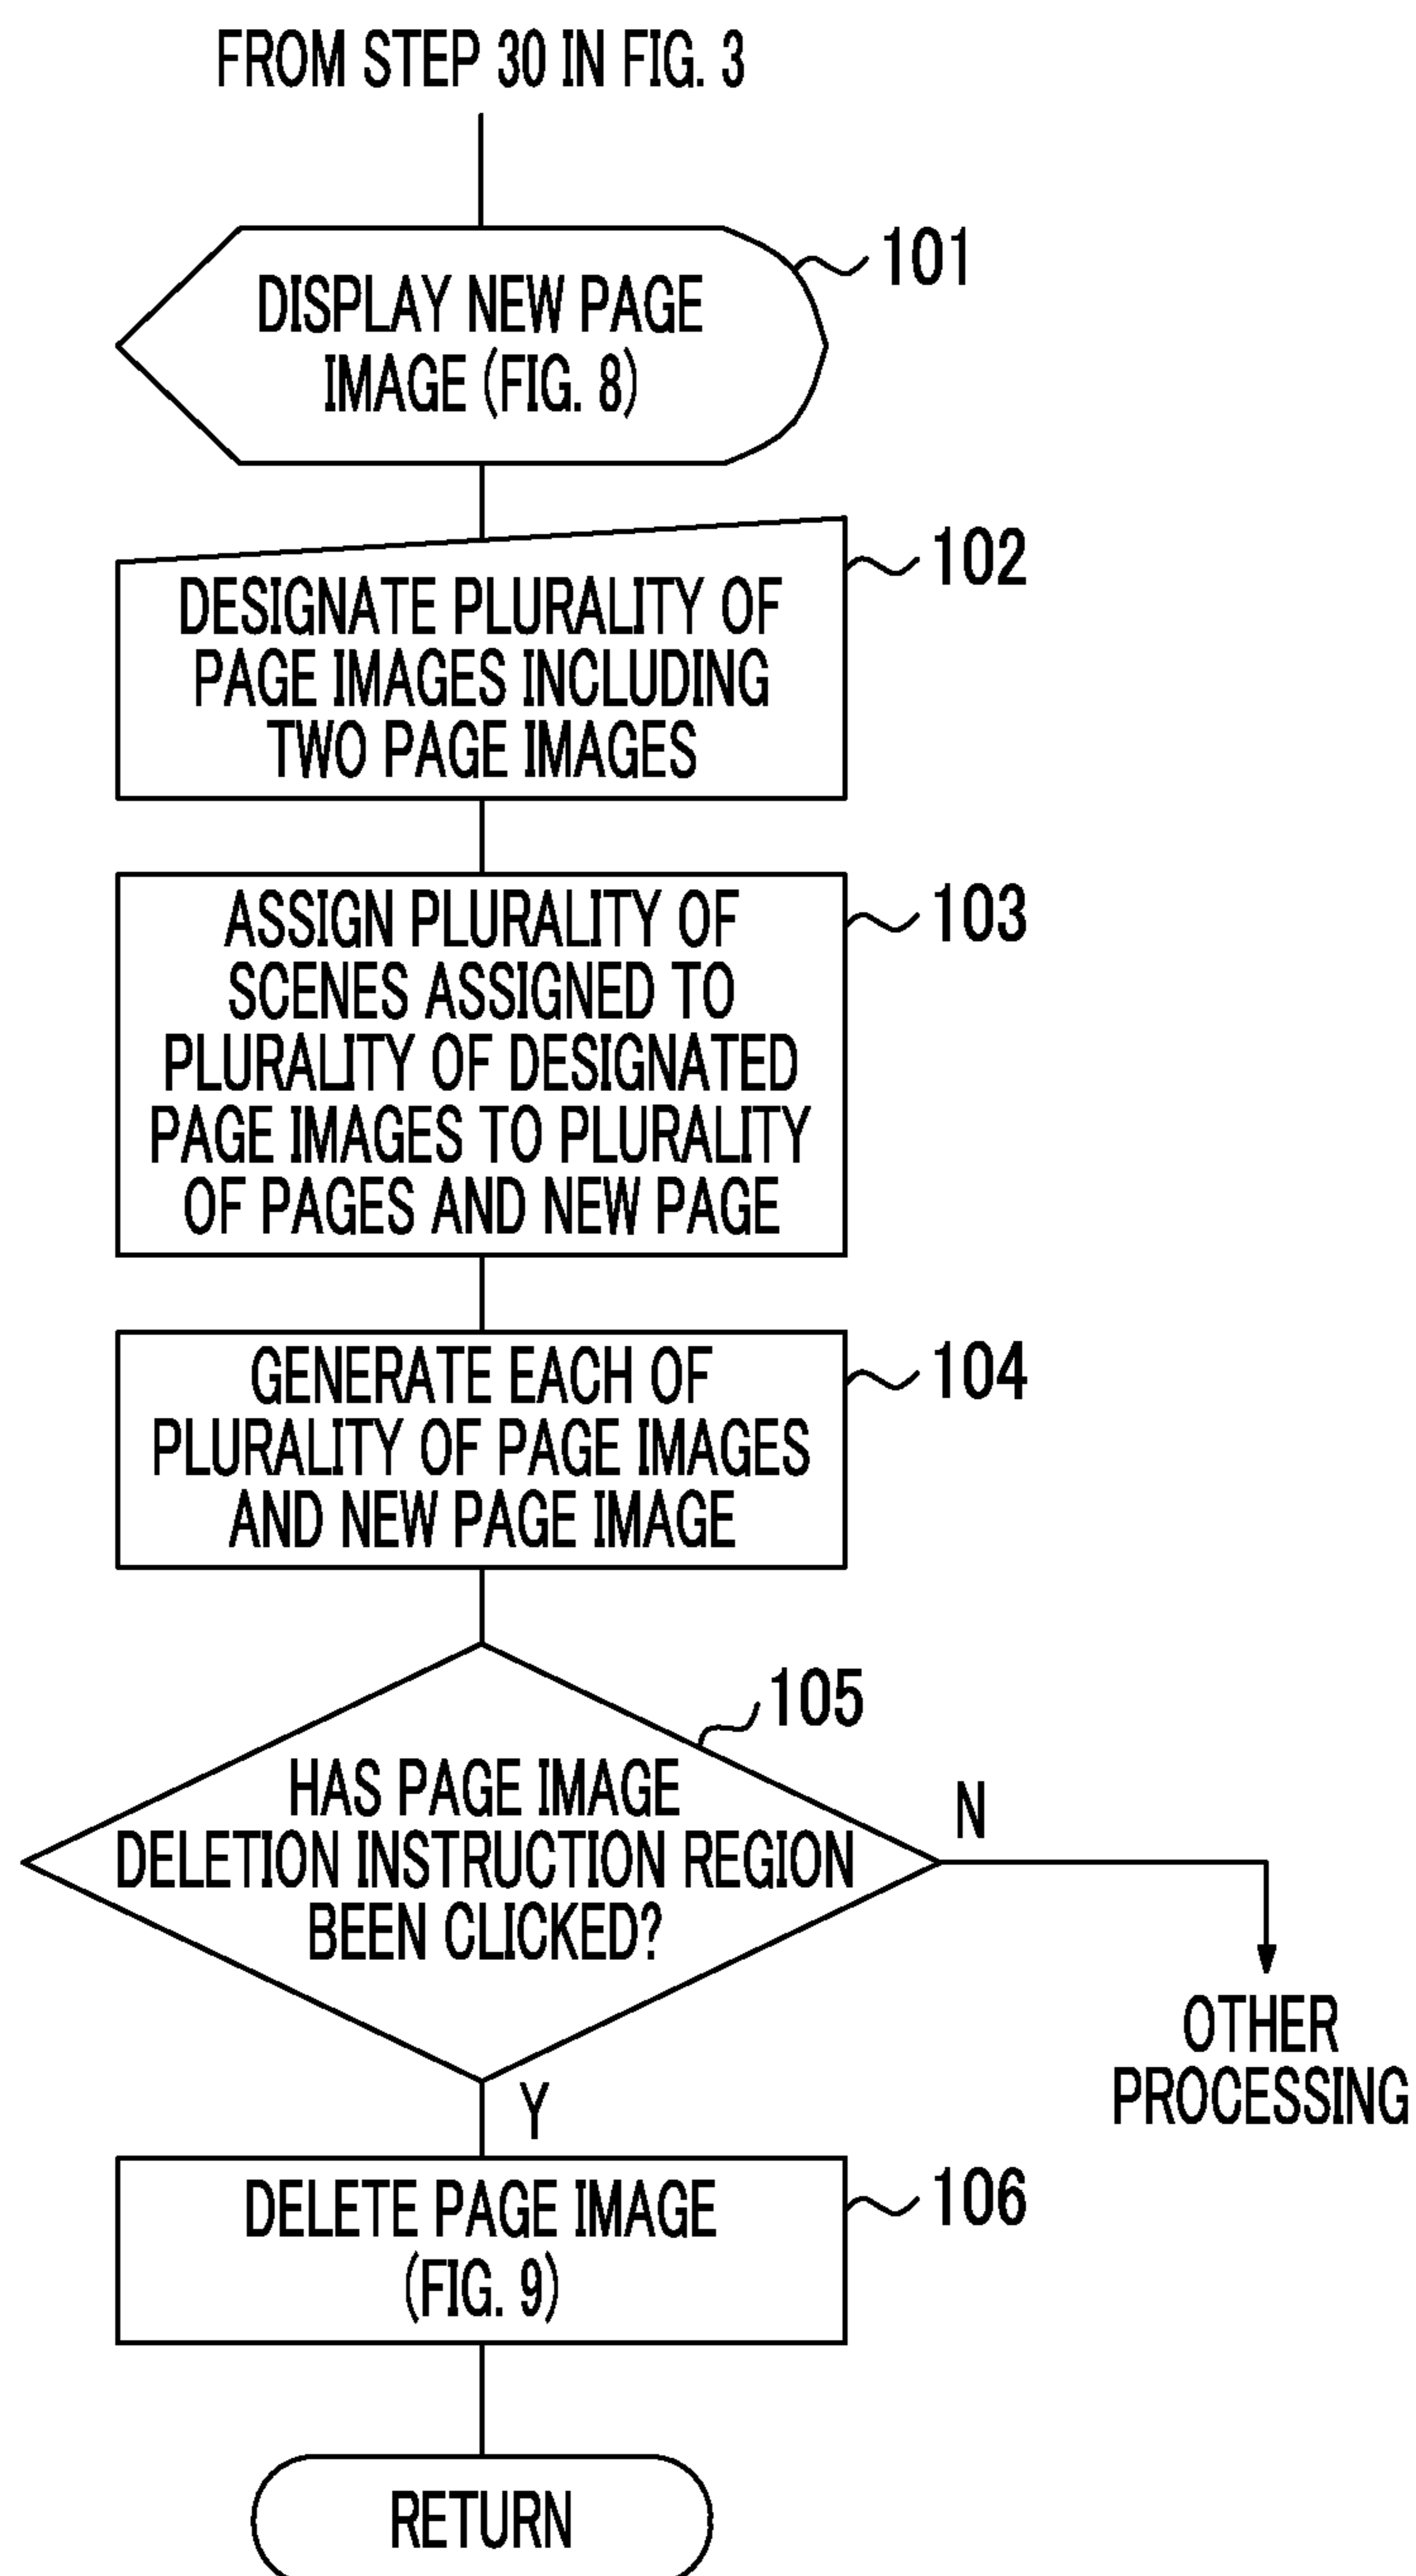 FROM STEP 30 IN FIG. 3
101
DISPLAY NEW PAGE
IMAGE (FIG. 8)
102
DESIGNATE PLURALITY OF
PAGE IMAGES INCLUDING
TWO PAGE IMAGES
103
ASSIGN PLURALITY OF
SCENES ASSIGNED TO
PLURALITY OF DESIGNATED
PAGE IMAGES TO PLURALITY
OF PAGES AND NEW PAGE
104
GENERATE EACH OF
PLURALITY OF PAGE IMAGES
AND NEW PAGE IMAGE
105
HAS PAGE IMAGE
DELETION INSTRUCTION REGION
BEEN CLICKED?
N
OTHER
PROCESSING
Y
106
DELETE PAGE IMAGE
(FIG. 9)
RETURN